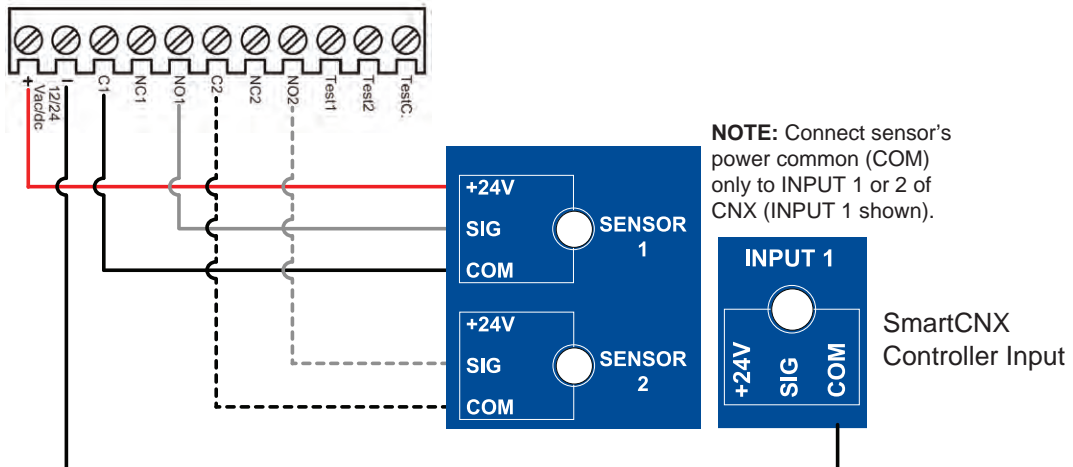 +
12/24
Vac/dc
−
C1
NC1
NO1
C2
NC2
NO2
Test1
Test2
TestC.
NOTE: Connect sensor's
power common (COM)
only to INPUT 1 or 2 of
CNX (INPUT 1 shown).
+24V
SIG
COM
SENSOR
1
+24V
SIG
COM
SENSOR
2
INPUT 1
+24V
SIG
COM
SmartCNX
Controller Input